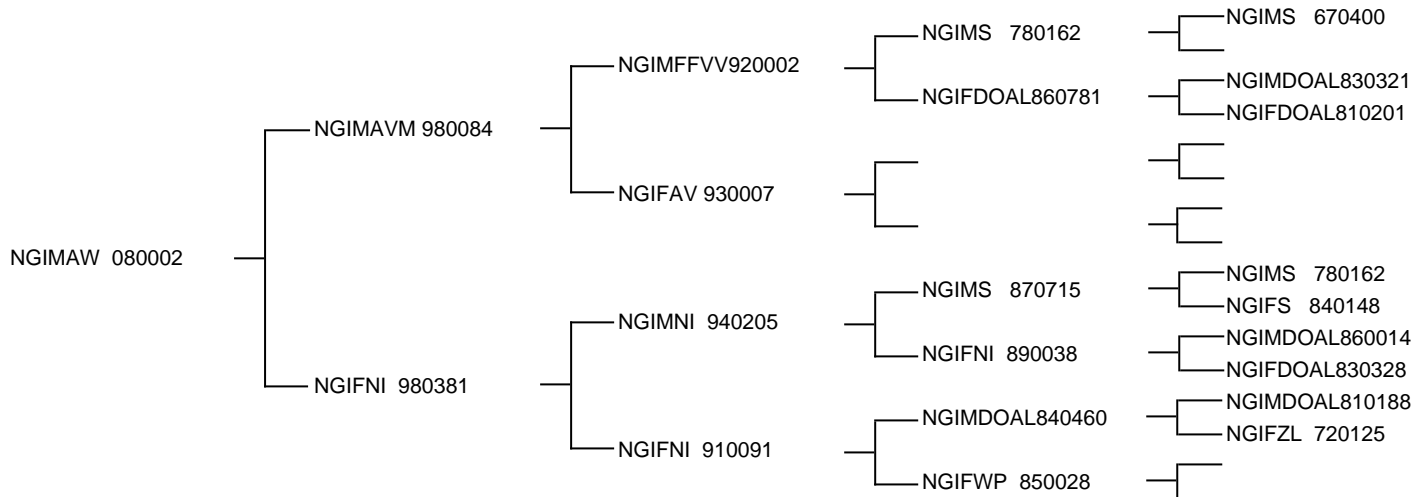 NGIMS 670400
NGIMS 780162
NGIMFFVV920002
NGIMDOAL830321
NGIFDOAL860781
NGIFDOAL810201
NGIMAVM 980084
NGIFAV 930007
NGIMAW 080002
NGIMS 780162
NGIMS 870715
NGIFS 840148
NGIMNI 940205
NGIMDOAL860014
NGIFNI 890038
NGIFDOAL830328
NGIFNI 980381
NGIMDOAL810188
NGIMDOAL840460
NGIFZL 720125
NGIFNI 910091
NGIFWP 850028